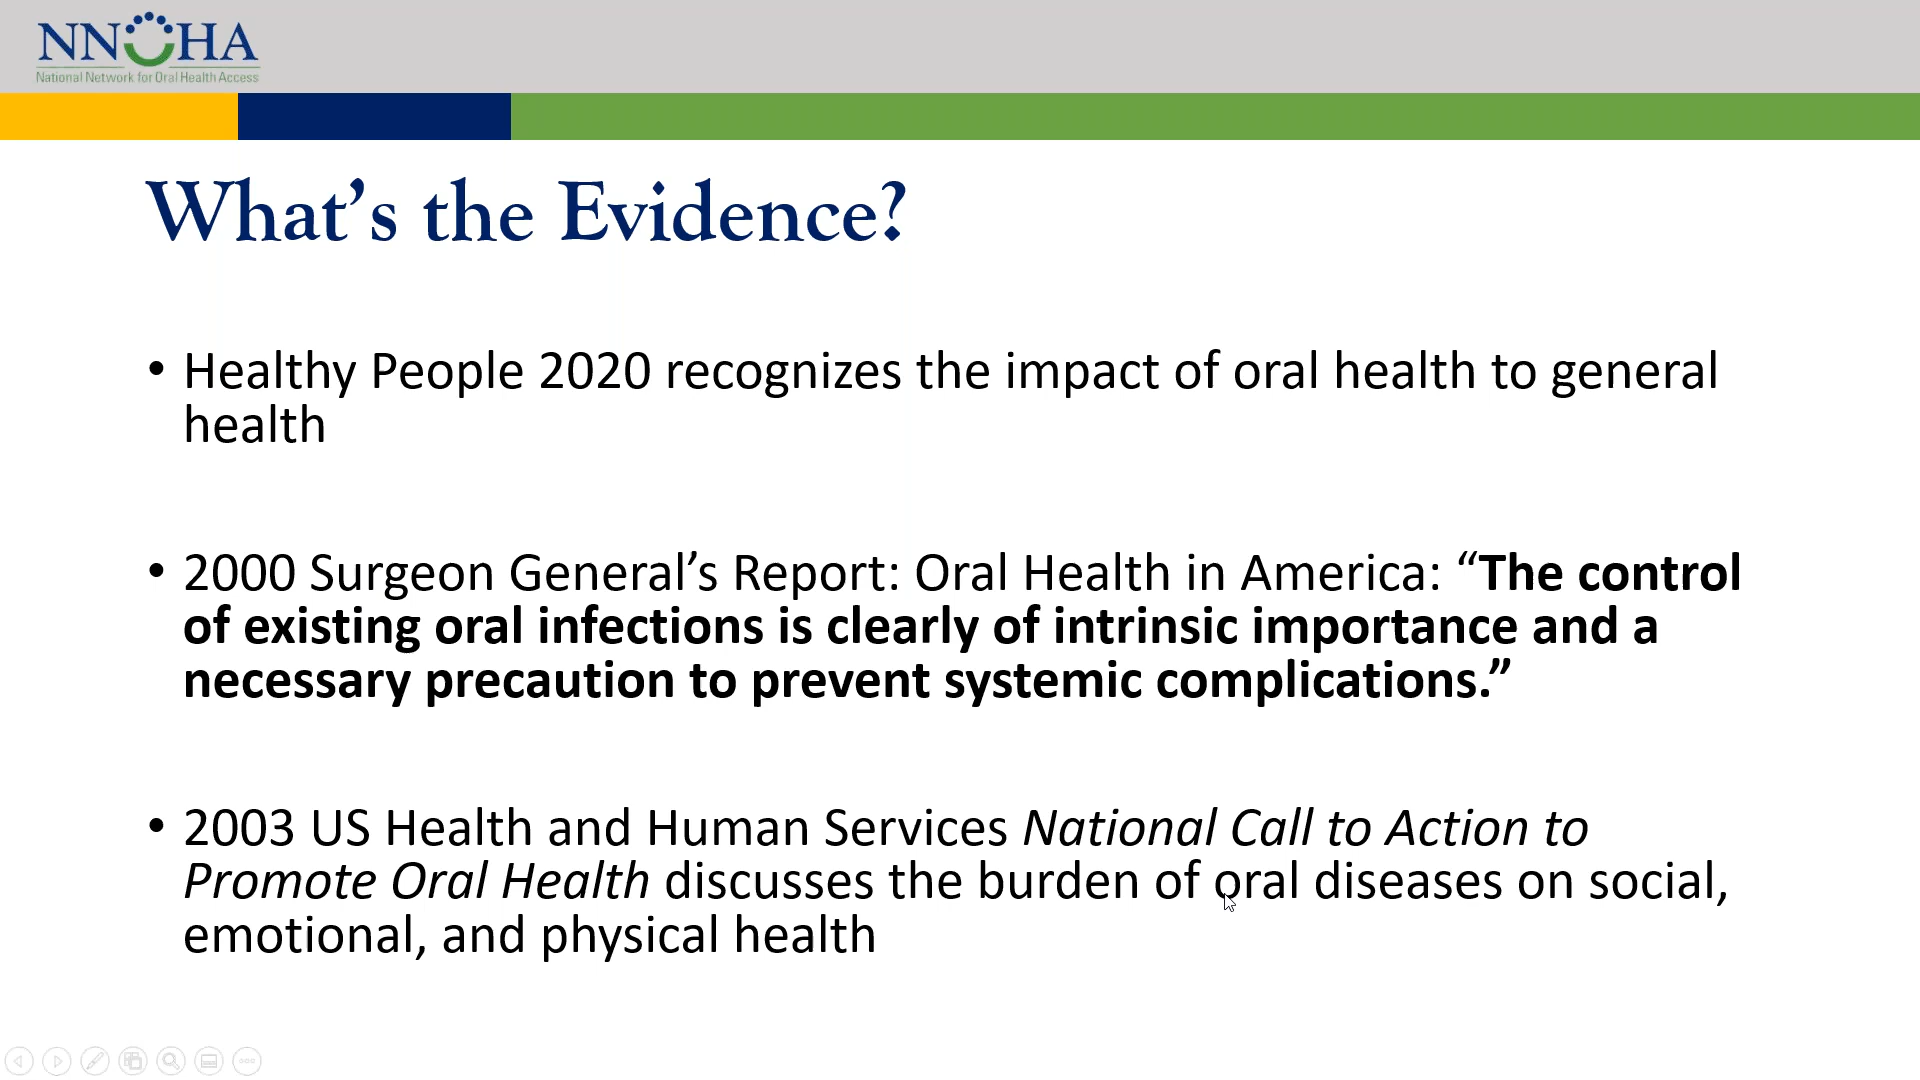 NNOHA
National Network for Oral Health Access
What’s the Evidence?
• Healthy People 2020 recognizes the impact of oral health to general
health
• 2000 Surgeon General’s Report: Oral Health in America: “The control
of existing oral infections is clearly of intrinsic importance and a
necessary precaution to prevent systemic complications.”
• 2003 US Health and Human Services National Call to Action to
Promote Oral Health discusses the burden of oral diseases on social,
emotional, and physical health